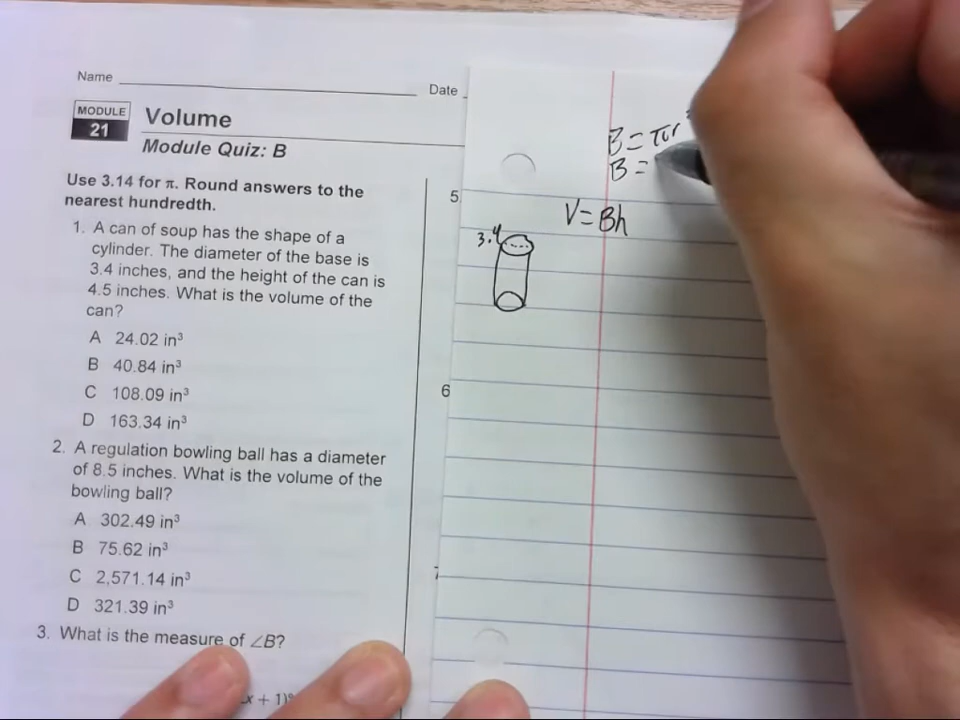 Name
Date
MODULE
21
Volume
Module Quiz: B
Use 3.14 for π. Round answers to the
nearest hundredth.
1. A can of soup has the shape of a
cylinder. The diameter of the base is
3.4 inches, and the height of the can is
4.5 inches. What is the volume of the
can?
A 24.02 in³
B 40.84 in³
C 108.09 in³
D 163.34 in³
2. A regulation bowling ball has a diameter
of 8.5 inches. What is the volume of the
bowling ball?
A 302.49 in³
B 75.62 in³
C 2,571.14 in³
D 321.39 in³
3. What is the measure of ∠B?
x + 1)°
5
6
7
B = πr
B =
V = Bh
3.4